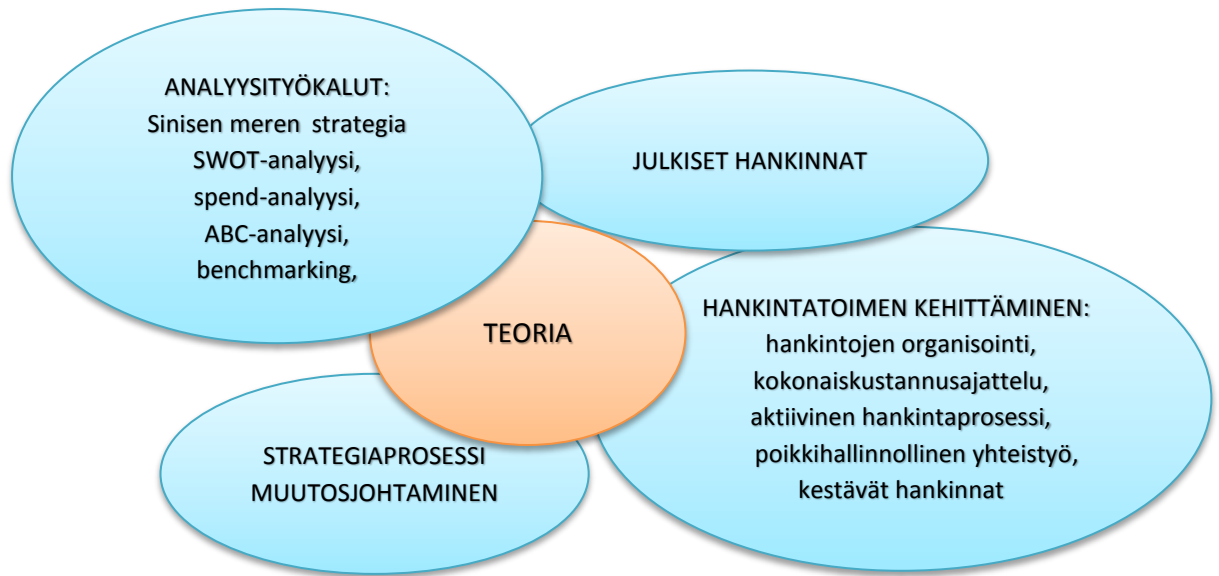 ANALYYSITYÖKALUT:
Sinisen meren strategia
SWOT-analyysi,
spend-analyysi,
ABC-analyysi,
benchmarking,
JULKISET HANKINNAT
TEORIA
HANKINTATOIMEN KEHITTÄMINEN:
hankintojen organisointi,
kokonaiskustannusajattelu,
aktiivinen hankintaprosessi,
poikkihallinnollinen yhteistyö,
kestävät hankinnat
STRATEGIAPROSESSI
MUUTOSJOHTAMINEN